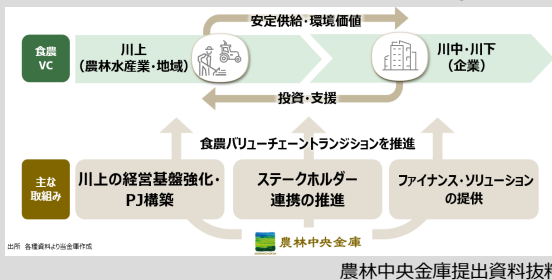 安定供給・環境価値
食農
VC
川上
（農林水産業・地域）
川中・川下
（企業）
投資・支援
食農バリューチェーントランジションを推進
主な
取組み
川上の経営基盤強化・
PJ構築
ステークホルダー
連携の推進
ファイナンス・ソリューション
の提供
出所 各種資料より当金庫作成
農林中央金庫
農林中央金庫提出資料抜粋